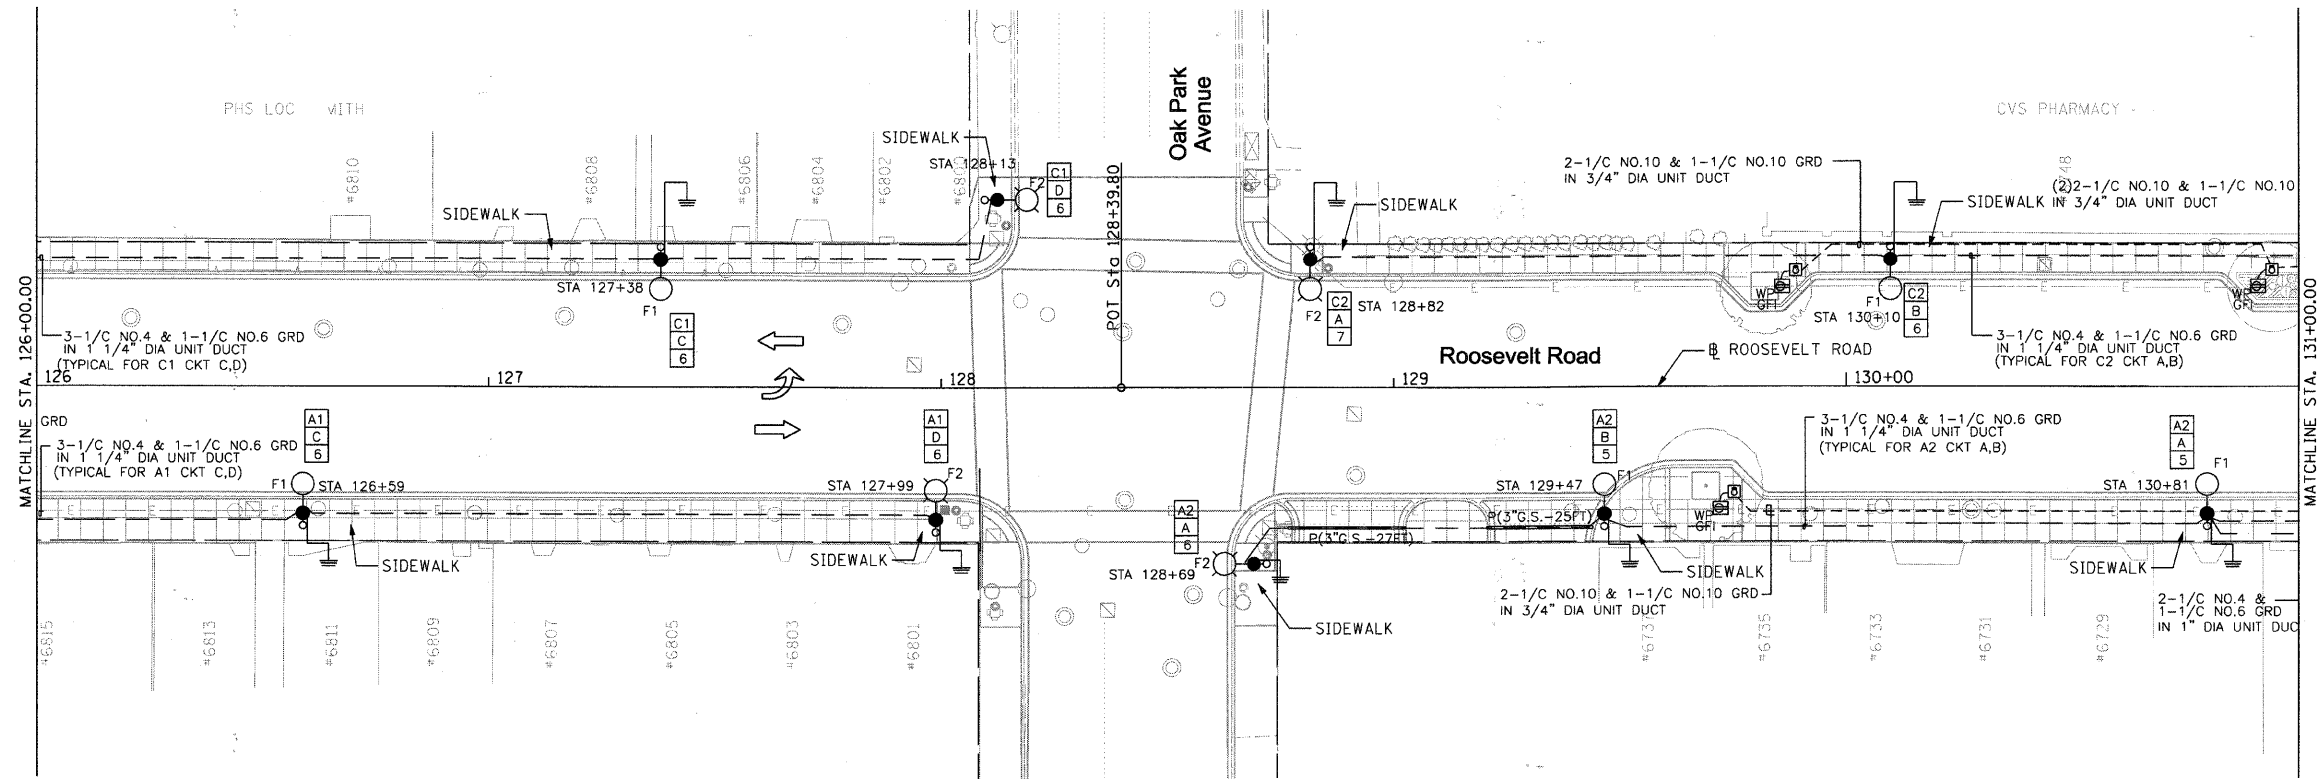 MATCHLINE STA. 126+00.00
PHS LOC
#6810
#6808
#6806
#6804
#6802
SIDEWALK
STA 127+38
F1
C1
C
6
3-1/C NO.4 & 1-1/C NO.6 GRD
IN 1 1/4" DIA UNIT DUCT
(TYPICAL FOR C1 CKT C,D)
SIDEWALK
STA 128+13
F2
C1
D
6
Oak Park
Avenue
POT Sta 128+39.80
SIDEWALK
F2
C2
A
7
STA 128+82
2-1/C NO.10 & 1-1/C NO.10 GRD
IN 3/4" DIA UNIT DUCT
CVS PHARMACY
(2)2-1/C NO.10 & 1-1/C NO.10
IN 3/4" DIA UNIT DUCT
SIDEWALK
WP
GFI
F1
STA 130+10
C2
B
6
WP
GFI
3-1/C NO.4 & 1-1/C NO.6 GRD
IN 1 1/4" DIA UNIT DUCT
(TYPICAL FOR C2 CKT A,B)
Roosevelt Road
℄ ROOSEVELT ROAD
126
127
128
129
130+00
MATCHLINE STA. 131+00.00
GRD
3-1/C NO.4 & 1-1/C NO.6 GRD
IN 1 1/4" DIA UNIT DUCT
(TYPICAL FOR A1 CKT C,D)
A1
C
6
F1
STA 126+59
SIDEWALK
A1
D
6
F2
STA 127+99
SIDEWALK
A2
A
6
F2
STA 128+69
SIDEWALK
P(3"G.S.-27FT)
P(3"G.S.-25FT)
A2
B
5
F1
STA 129+47
SIDEWALK
WP
GFI
2-1/C NO.10 & 1-1/C NO.10 GRD
IN 3/4" DIA UNIT DUCT
3-1/C NO.4 & 1-1/C NO.6 GRD
IN 1 1/4" DIA UNIT DUCT
(TYPICAL FOR A2 CKT A,B)
A2
A
5
F1
STA 130+81
SIDEWALK
2-1/C NO.4 &
1-1/C NO.6 GRD
IN 1" DIA UNIT DUC
#6815
#6813
#6811
#6809
#6807
#6805
#6803
#6801
#6737
#6735
#6733
#6731
#6729